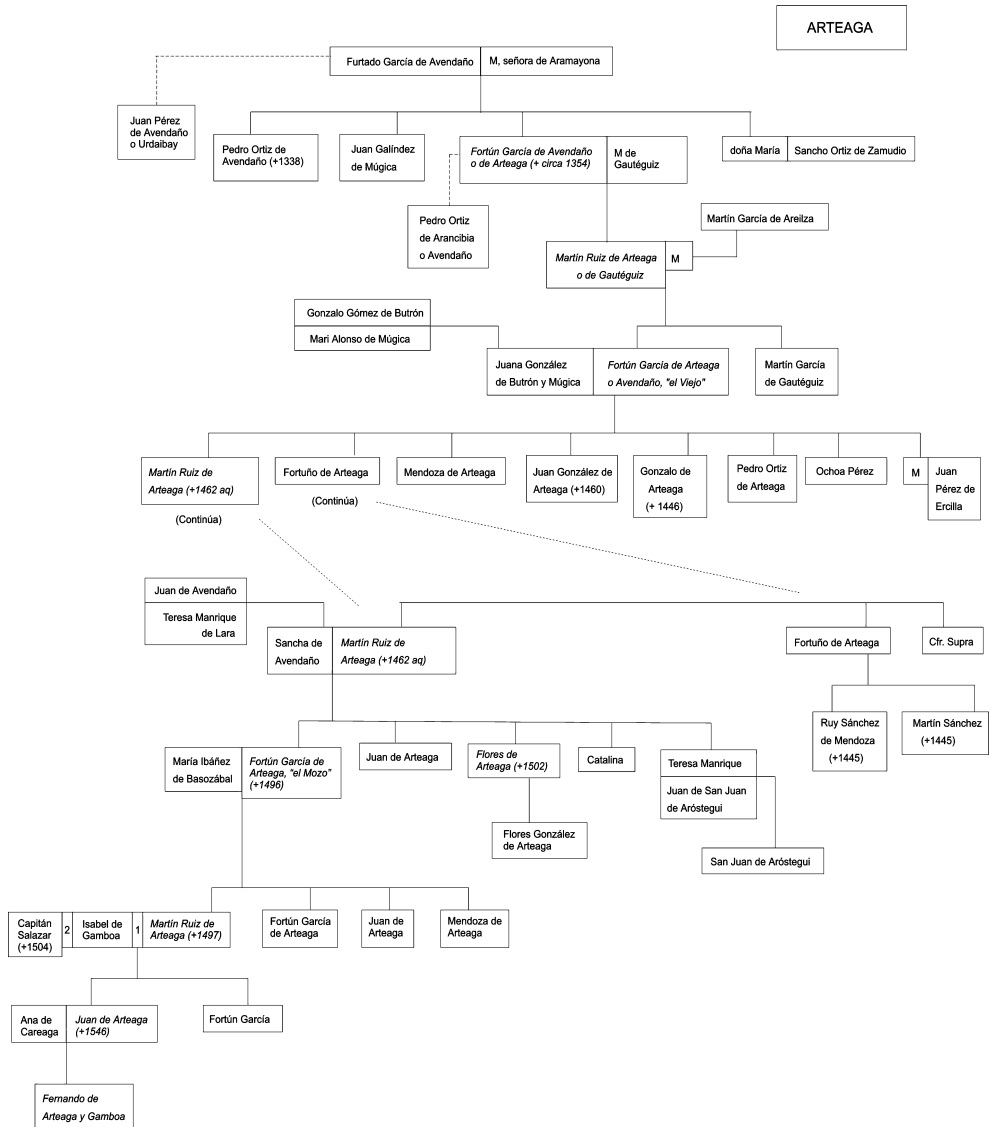 ARTEAGA
Furtado García de Avendaño
M, señora de Aramayona
Juan Pérez
de Avendaño
o Urdaibay
Pedro Ortiz de
Avendaño (+1338)
Juan Galíndez
de Múgica
Fortún García de Avendaño
o de Arteaga (+ circa 1354)
M de
Gautéguiz
doña María
Sancho Ortiz de Zamudio
Pedro Ortiz
de Arancibia
o Avendaño
Martín García de Areilza
Martín Ruiz de Arteaga
o de Gautéguiz
M
Gonzalo Gómez de Butrón
Mari Alonso de Múgica
Juana González
de Butrón y Múgica
Fortún García de Arteaga
o Avendaño, "el Viejo"
Martín García
de Gautéguiz
Martín Ruiz de
Arteaga (+1462 aq)
(Continúa)
Fortuño de Arteaga
(Continúa)
Mendoza de Arteaga
Juan González de
Arteaga (+1460)
Gonzalo de
Arteaga
(+ 1446)
Pedro Ortiz
de Arteaga
Ochoa Pérez
M
Juan
Pérez de
Ercilla
Juan de Avendaño
Teresa Manrique
de Lara
Sancha de
Avendaño
Martín Ruiz de
Arteaga (+1462 aq)
Fortuño de Arteaga
Cfr. Supra
Ruy Sánchez
de Mendoza
(+1445)
Martín Sánchez
(+1445)
María Ibáñez
de Basozábal
Fortún García de
Arteaga, "el Mozo"
(+1496)
Juan de Arteaga
Flores de
Arteaga (+1502)
Catalina
Teresa Manrique
Juan de San Juan
de Aróstegui
Flores González
de Arteaga
San Juan de Aróstegui
Capitán
Salazar
(+1504)
2
Isabel de
Gamboa
1
Martín Ruiz de
Arteaga (+1497)
Fortún García
de Arteaga
Juan de
Arteaga
Mendoza de
Arteaga
Ana de
Careaga
Juan de Arteaga
(+1546)
Fortún García
Fernando de
Arteaga y Gamboa